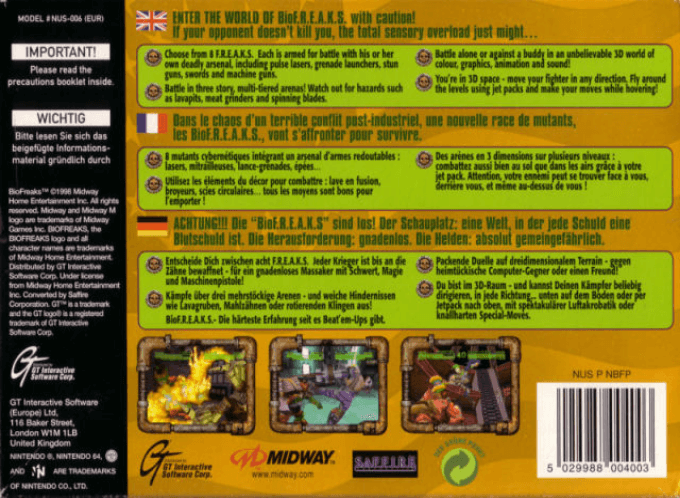 MODEL # NUS-006 (EUR)
IMPORTANT!
Please read the
precautions booklet inside.
WICHTIG
Bitte lesen Sie sich das
beigefügte Informations-
material gründlich durch
BioFreaks™ ©1998 Midway
Home Entertainment Inc. All rights
reserved. Midway and Midway M
logo are trademarks of Midway
Games Inc. BIOFREAKS, the
BIOFREAKS logo and all
character names are trademarks
of Midway Home Entertainment.
Distributed by GT Interactive
Software Corp. Under license
from Midway Home Entertainment
Inc. Converted by Saffire
Corporation. GT™ is a trademark
and the GT logo® is a registered
trademark of GT Interactive
Software Corp.
GT Interactive
Software Corp.
GT Interactive Software
(Europe) Ltd,
116 Baker Street,
London W1M 1LB
United Kingdom
NINTENDO ®, NINTENDO 64,
AND N ARE TRADEMARKS
OF NINTENDO CO., LTD.
ENTER THE WORLD OF BioF.R.E.A.K.S. with caution!
If your opponent doesn't kill you, the total sensory overload just might...
Choose from 8 F.R.E.A.K.S. Each is armed for battle with his or her
own deadly arsenal, including pulse lasers, grenade launchers, stun
guns, swords and machine guns.
Battle in three story, multi-tiered arenas! Watch out for hazards such
as lavapits, meat grinders and spinning blades.
Battle alone or against a buddy in an unbelievable 3D world of
colour, graphics, animation and sound!
You're in 3D space - move your fighter in any direction. Fly around
the levels using jet packs and make your moves while hovering!
Dans le chaos d'un terrible conflit post-industriel, une nouvelle race de mutants,
les BioF.R.E.A.K.S., vont s'affronter pour survivre.
8 mutants cybernétiques intégrant un arsenal d'armes redoutables :
lasers, mitrailleuses, lance-grenades, épées...
Utilisez les éléments du décor pour combattre : lave en fusion,
broyeurs, scies circulaires... tous les moyens sont bons pour
l'emporter !
Des arènes en 3 dimensions sur plusieurs niveaux :
combattez aussi bien au sol que dans les airs grâce à votre
jet pack. Attention, votre ennemi peut se trouver face à vous,
derrière vous, et même au-dessus de vous !
ACHTUNG!!! Die "BioF.R.E.A.K.S" sind los! Der Schauplatz: eine Welt, in der jede Schuld eine
Blutschuld ist. Die Herausforderung: gnadenlos. Die Helden: absolut gemeingefährlich.
Entscheide Dich zwischen acht F.R.E.A.K.S. Jeder Krieger ist bis an die
Zähne bewaffnet - für ein gnadenloses Massaker mit Schwert, Magie
und Maschinenpistole!
Kämpfe über drei mehrstöckige Arenen - und weiche Hindernissen
wie Lavagruben, Mahlzähnen oder rotierenden Klingen aus!
BioF.R.E.A.K.S.- Die härteste Erfahrung seit es Beat'em-Ups gibt.
Packende Duelle auf dreidimensionalem Terrain - gegen
heimtückische Computer-Gegner oder einen Freund!
Du bist im 3D-Raum - und kannst Deinen Kämpfer beliebig
dirigieren, in jede Richtung... unten auf dem Boden oder per
Jetpack nach oben, mit spektakulärer Luftakrobatik oder
knallharten Special-Moves.
NUS P NBFP
GT Interactive
Software Corp.
MIDWAY
www.midway.com
SAFFIRE
DER GRÜNE PUNKT
5 029988 004003